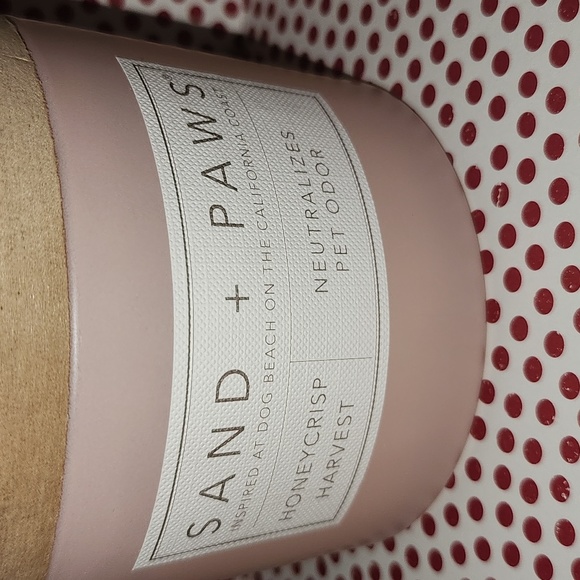 SAND + PAWS®
INSPIRED AT DOG BEACH ON THE CALIFORNIA COAST
HONEYCRISP
HARVEST
NEUTRALIZES
PET ODOR